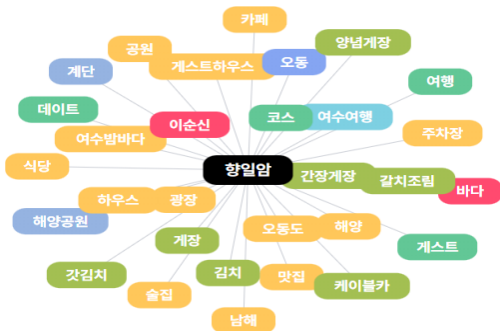 카페
공원
양념게장
게스트하우스
오동
계단
여행
데이트
코스
여수여행
이순신
여수밤바다
주차장
식당
향일암
간장게장
갈치조림
바다
하우스
광장
해양공원
오동도
해양
게장
게스트
갓김치
김치
맛집
케이블카
술집
남해